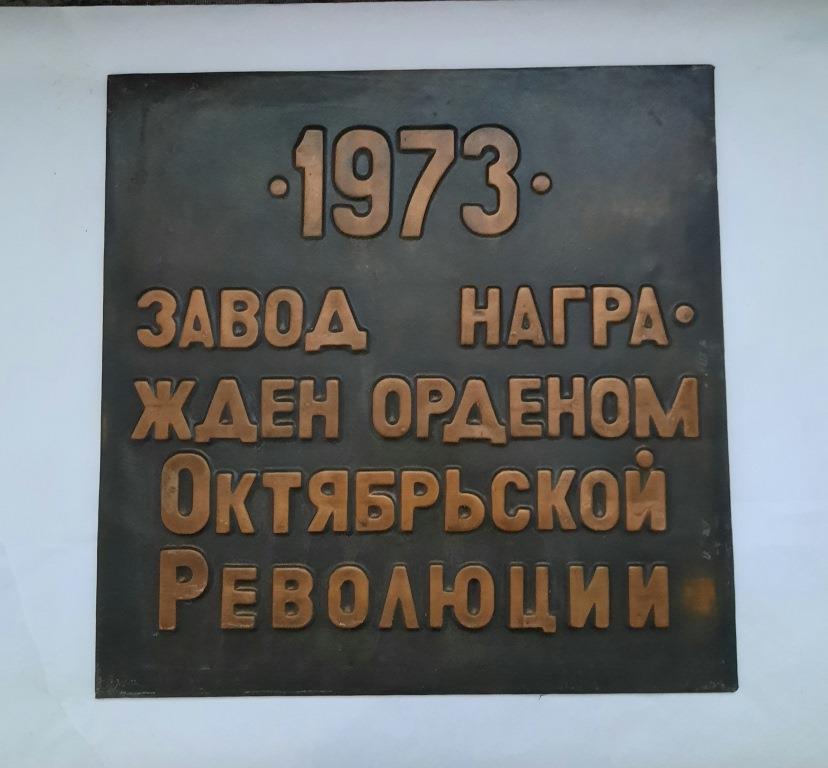 ·1973·
ЗАВОД НАГРА·
ЖДЕН ОРДЕНОМ
ОКТЯБРЬСКОЙ
РЕВОЛЮЦИИ